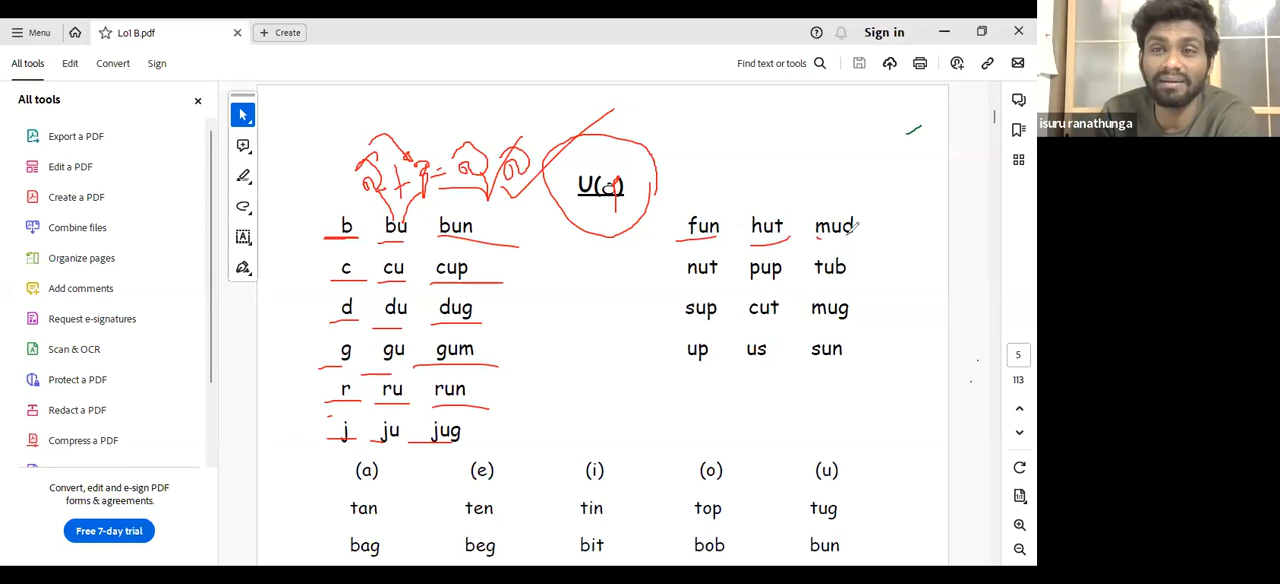 Menu
Lo1 B.pdf
+ Create
Sign in
All tools
Edit
Convert
Sign
Find text or tools
All tools
Export a PDF
Edit a PDF
Create a PDF
Combine files
Organize pages
Add comments
Request e-signatures
Scan & OCR
Protect a PDF
Redact a PDF
Compress a PDF
Convert, edit and e-sign PDF
forms & agreements.
Free 7-day trial
b bu bun
c cu cup
d du dug
g gu gum
r ru run
j ju jug
fun hut mud
nut pup tub
sup cut mug
up us sun
(a) (e) (i) (o) (u)
tan ten tin top tug
bag beg bit bob bun
5
113
isuru ranathunga